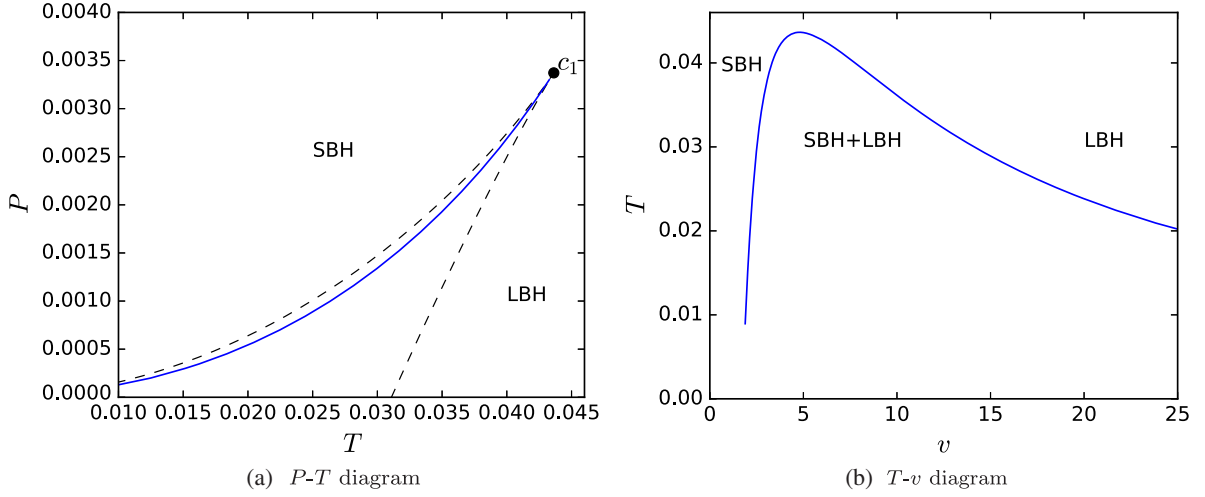 0.0040
0.0035
0.0030
0.0025
0.0020
0.0015
0.0010
0.0005
0.0000
P
c1
SBH
LBH
0.010 0.015 0.020 0.025 0.030 0.035 0.040 0.045
T
(a) P-T diagram
0.04
0.03
0.02
0.01
0.00
T
SBH
SBH+LBH
LBH
0 5 10 15 20 25
v
(b) T-v diagram